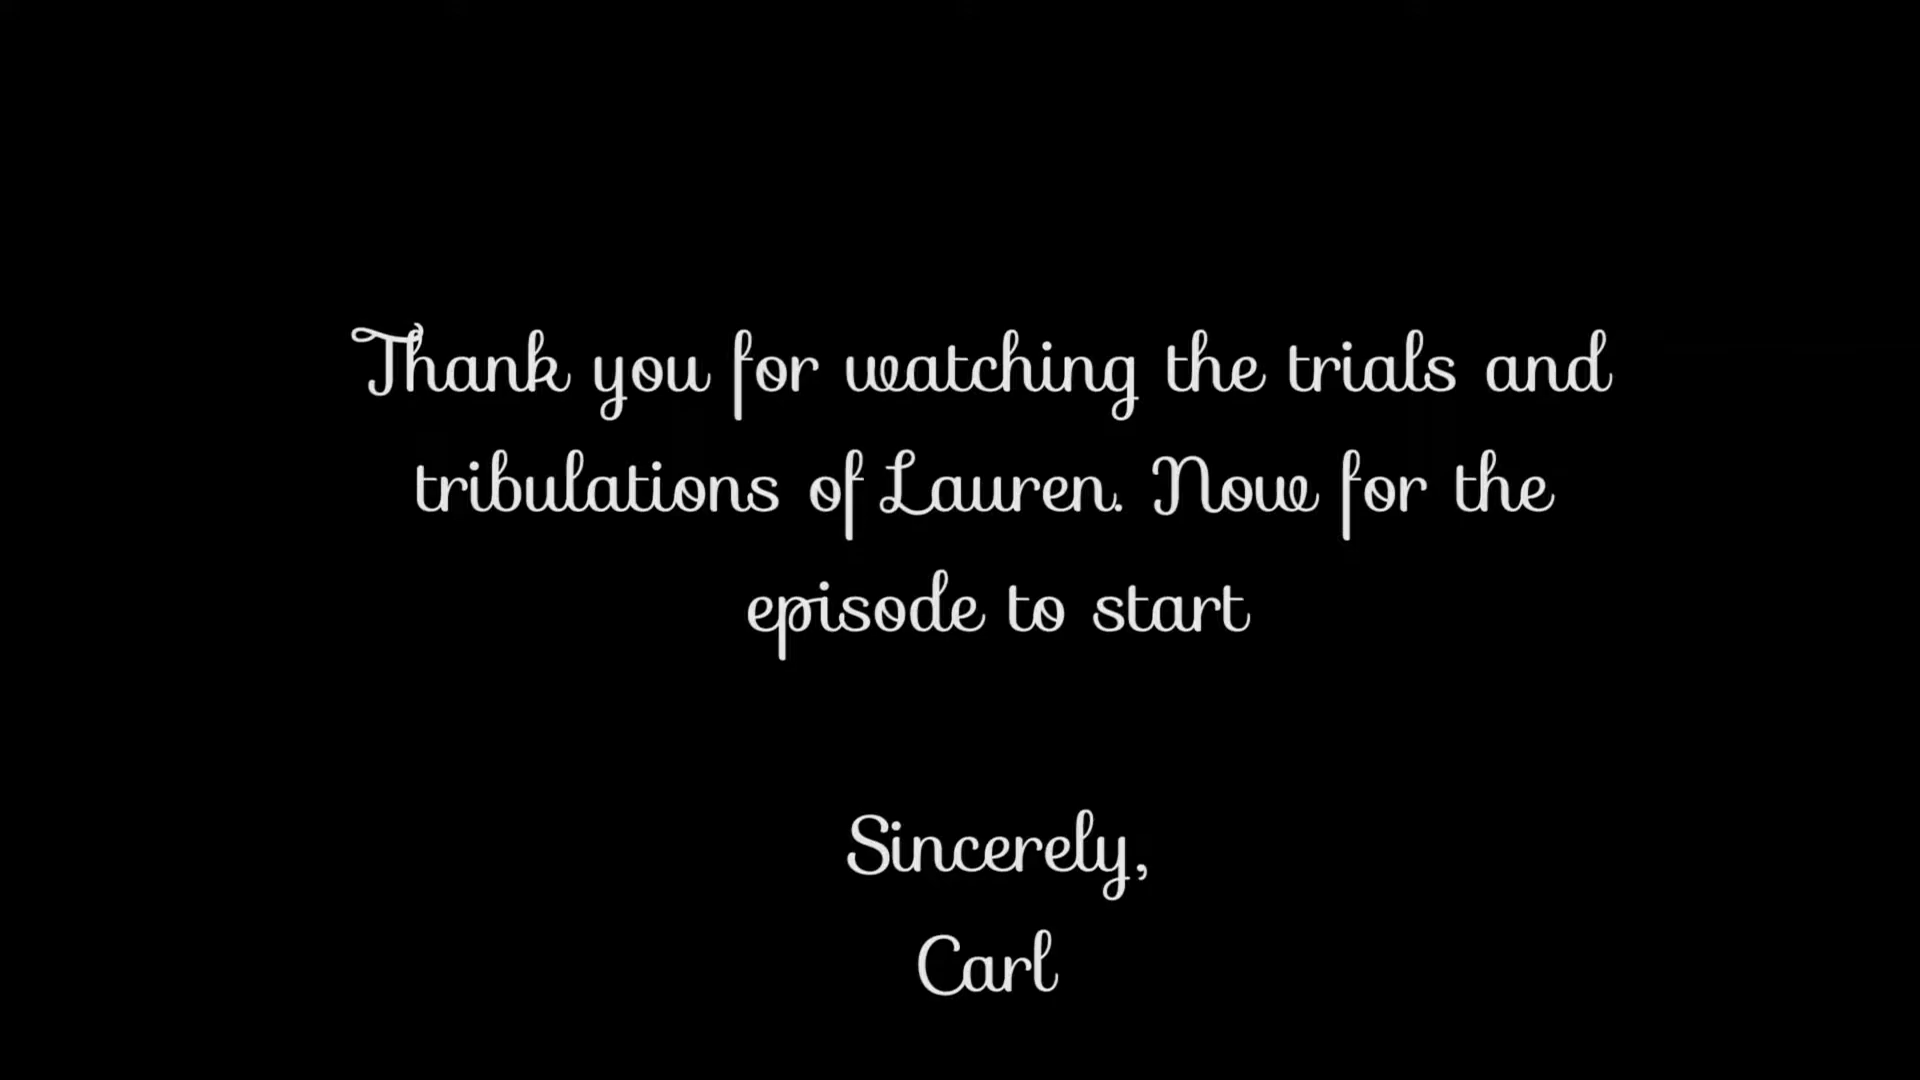 Thank you for watching the trials and
tribulations of Lauren. Now for the
episode to start
Sincerely,
Carl